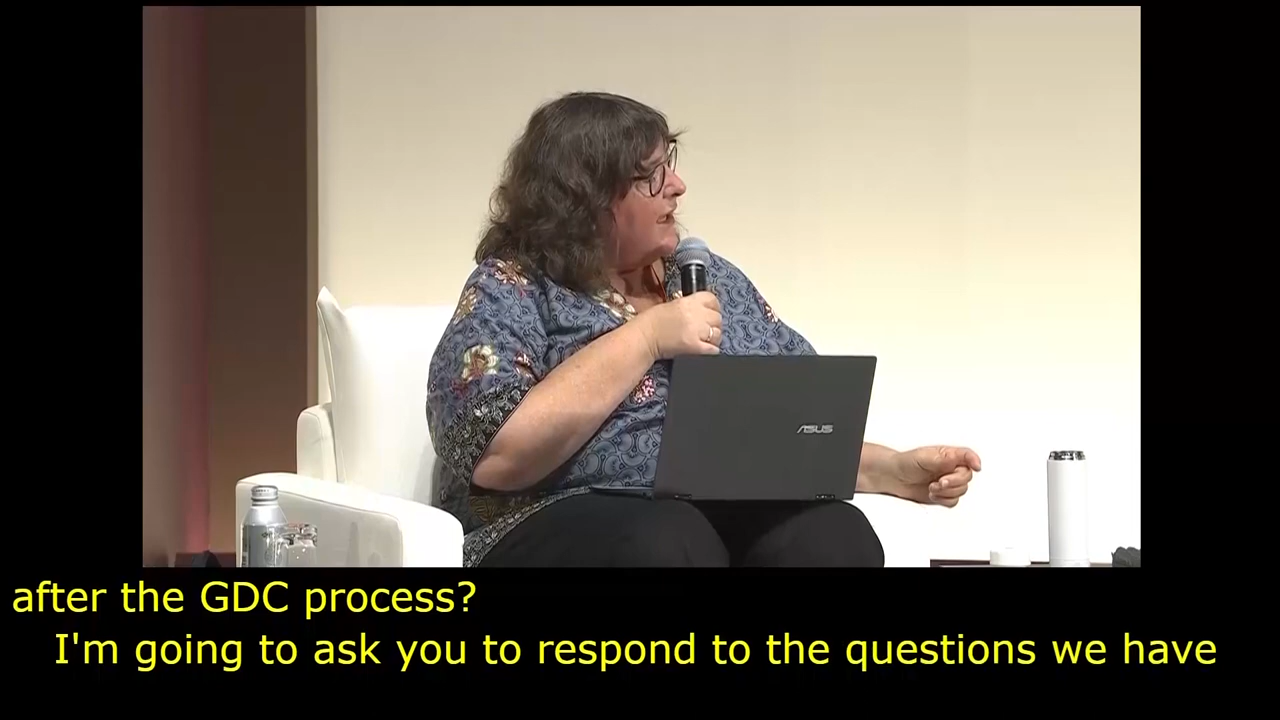 ASUS
after the GDC process?
I'm going to ask you to respond to the questions we have